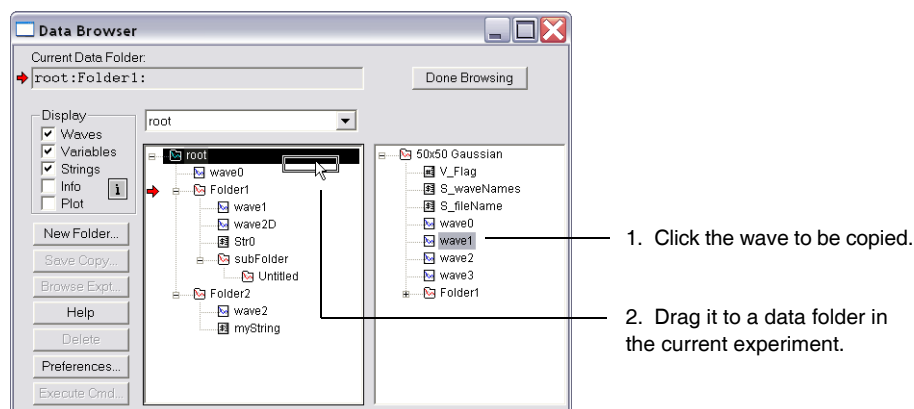 Data Browser
Current Data Folder:
root:Folder1:
Done Browsing
Display
Waves
Variables
Strings
Info
i
Plot
New Folder...
Save Copy...
Browse Expt...
Help
Delete
Preferences...
Execute Cmd...
root
root
wave0
Folder1
wave1
wave2D
Str0
subFolder
Untitled
Folder2
wave2
myString
50x50 Gaussian
V_Flag
S_waveNames
S_fileName
wave0
wave1
wave2
wave3
Folder1
1. Click the wave to be copied.
2. Drag it to a data folder in
the current experiment.